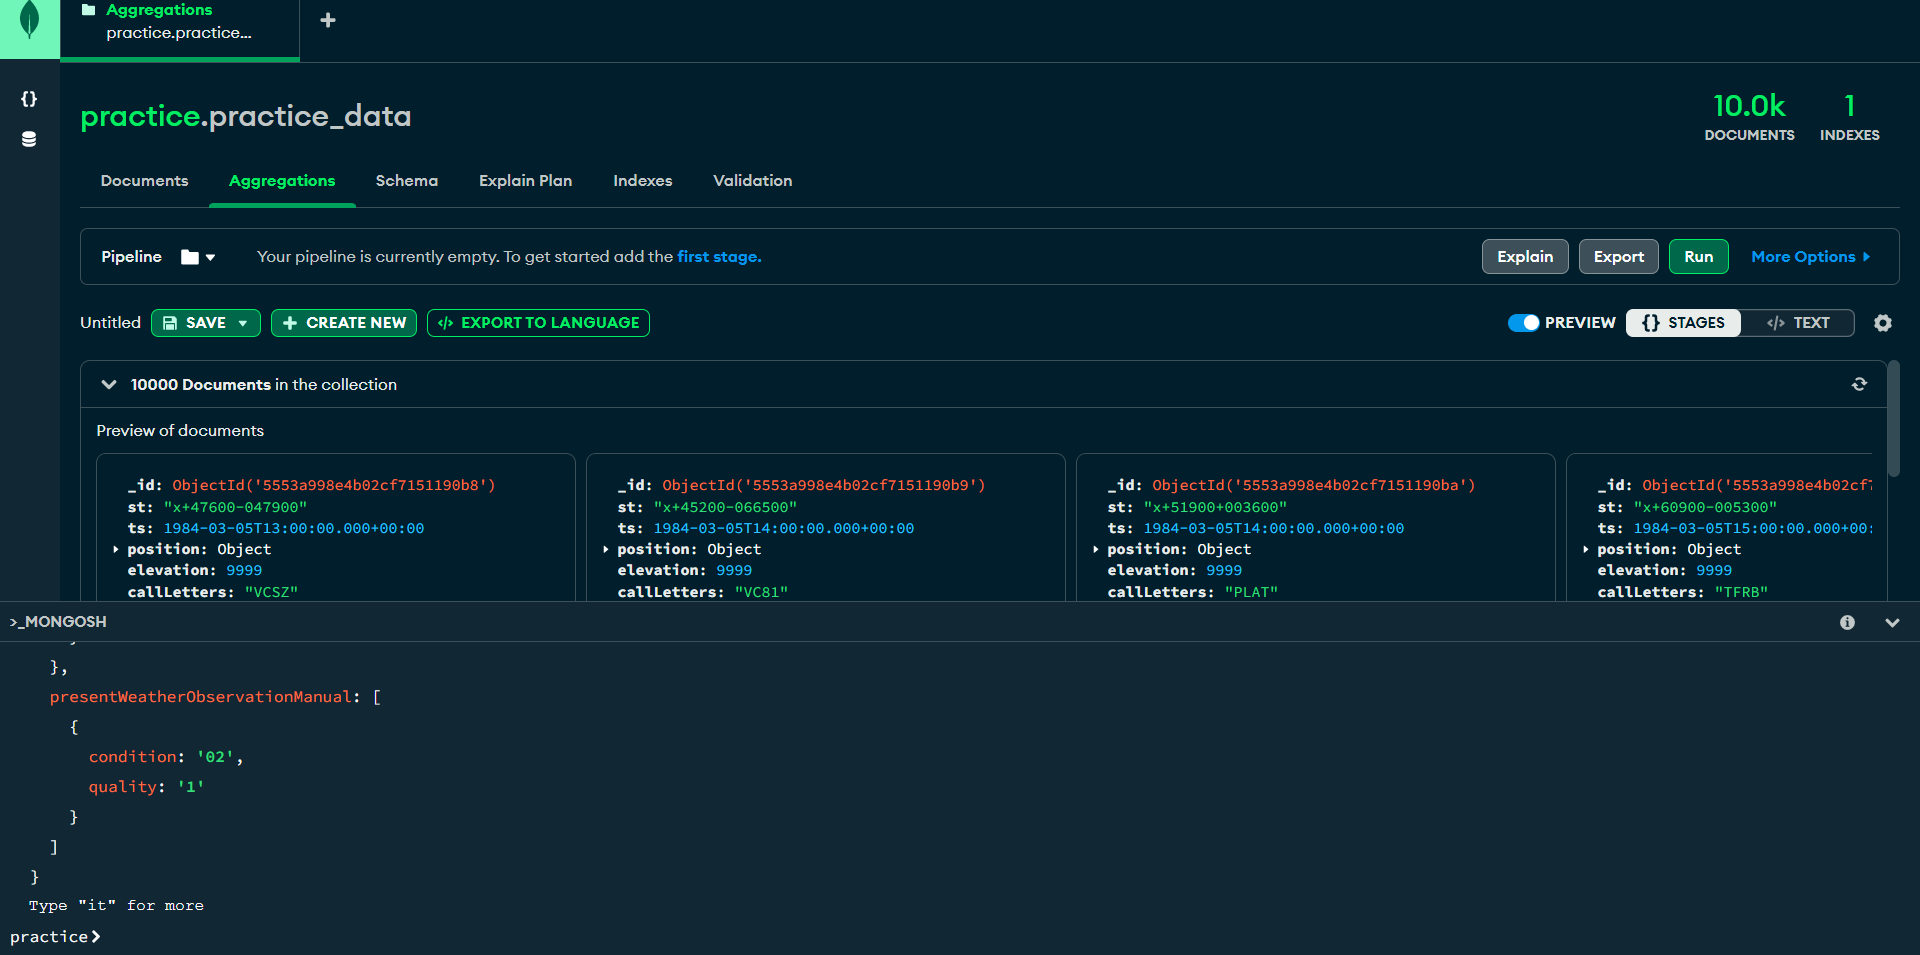 Aggregations
practice.practice...
practice.practice_data
10.0k
DOCUMENTS
1
INDEXES
Documents
Aggregations
Schema
Explain Plan
Indexes
Validation
Pipeline
Your pipeline is currently empty. To get started add the first stage.
Explain
Export
Run
More Options
Untitled
SAVE
CREATE NEW
</> EXPORT TO LANGUAGE
PREVIEW
{} STAGES
</> TEXT
10000 Documents in the collection
Preview of documents
_id: ObjectId('5553a998e4b02cf7151190b8')
st: "x+47600-047900"
ts: 1984-03-05T13:00:00.000+00:00
position: Object
elevation: 9999
callLetters: "VCSZ"
_id: ObjectId('5553a998e4b02cf7151190b9')
st: "x+45200-066500"
ts: 1984-03-05T14:00:00.000+00:00
position: Object
elevation: 9999
callLetters: "VC81"
_id: ObjectId('5553a998e4b02cf7151190ba')
st: "x+51900+003600"
ts: 1984-03-05T14:00:00.000+00:00
position: Object
elevation: 9999
callLetters: "PLAT"
_id: ObjectId('5553a998e4b02cf7
st: "x+60900-005300"
ts: 1984-03-05T15:00:00.000+00:
position: Object
elevation: 9999
callLetters: "TFRB"
>_MONGOSH
},
presentWeatherObservationManual: [
{
condition: '02',
quality: '1'
}
]
}
Type "it" for more
practice>